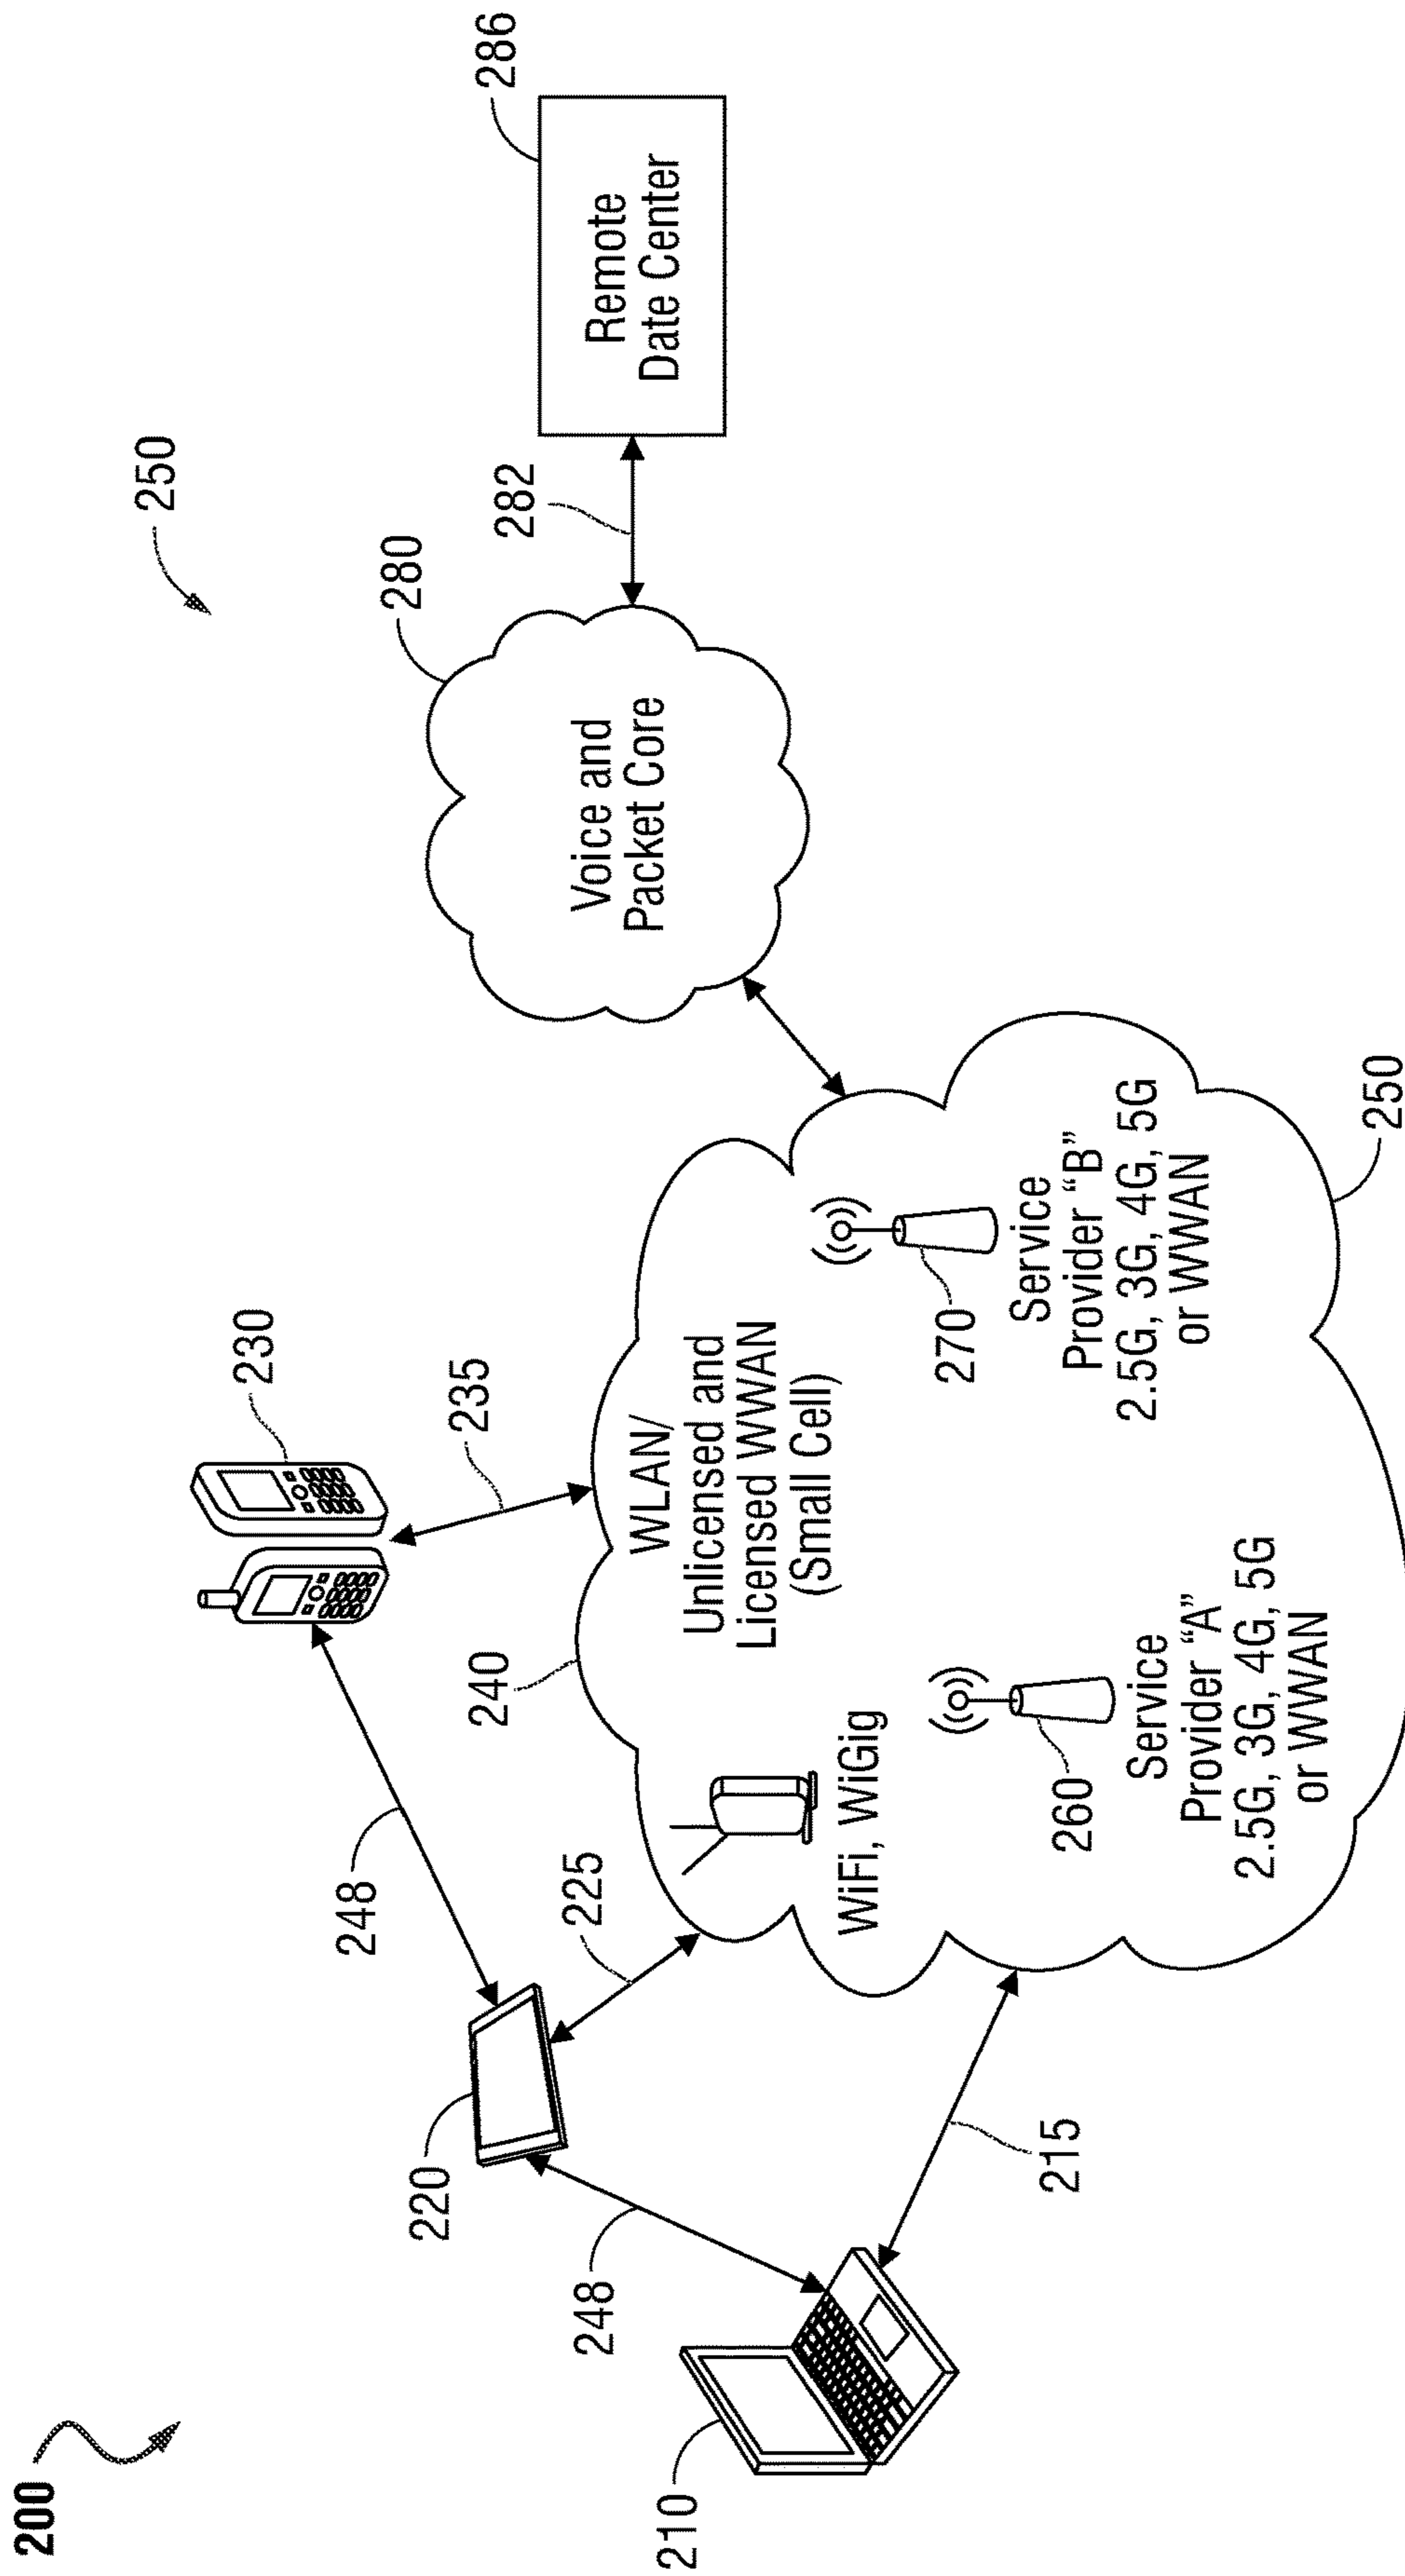 200
250
230
286
280
282
Remote
Date Center
Voice and
Packet Core
248
235
240
220
225
WLAN/
Unlicensed and
Licensed WWAN
(Small Cell)
248
210
WiFi, WiGig
270
Service
Provider “B”
2.5G, 3G, 4G, 5G
or WWAN
260
Service
Provider “A”
2.5G, 3G, 4G, 5G
or WWAN
215
250